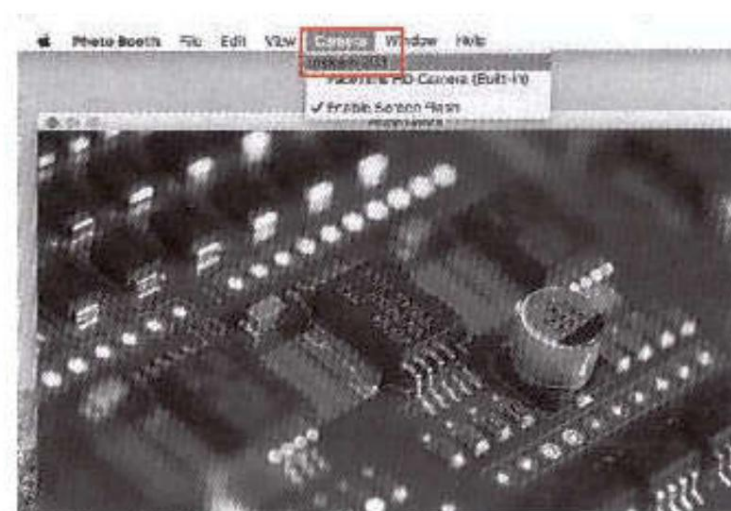 Photo Booth File Edit View Camera Window Help
FaceTime HD Camera (Built-in)
✓ Enable Screen Flash